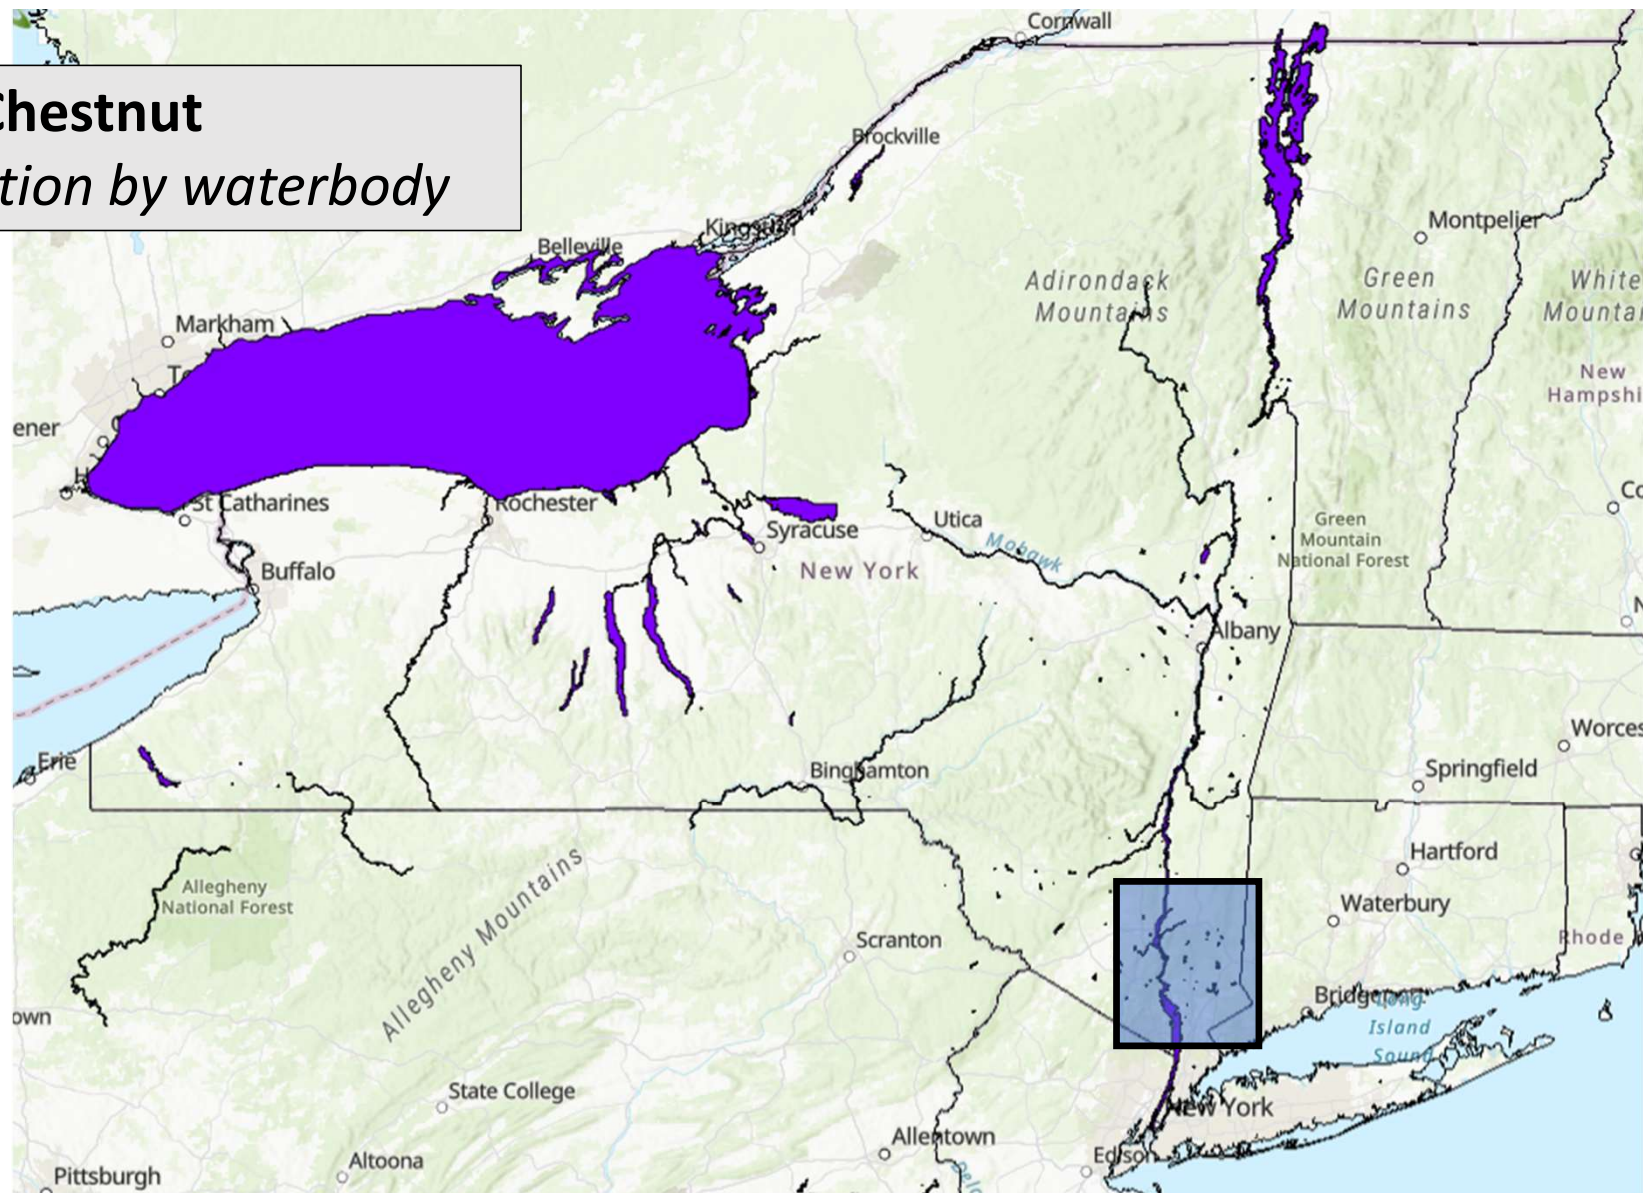 Chestnut
tion by waterbody
Cornwall
Brockville
Kingston
Belleville
Montpelier
Adirondack
Mountains
Green
Mountains
White
Mountai
Markham
To
New
Hampshi
ener
H
St Catharines
Rochester
Syracuse
Utica
Mohawk
Green
Mountain
National Forest
Co
New York
Buffalo
N
Albany
Worces
Erie
Springfield
Binghamton
Hartford
Allegheny
National Forest
Waterbury
Allegheny Mountains
Scranton
Rhode
Bridgeport
Long
Island
Sound
own
State College
New York
Allentown
Edison
Altoona
Delc
Pittsburgh